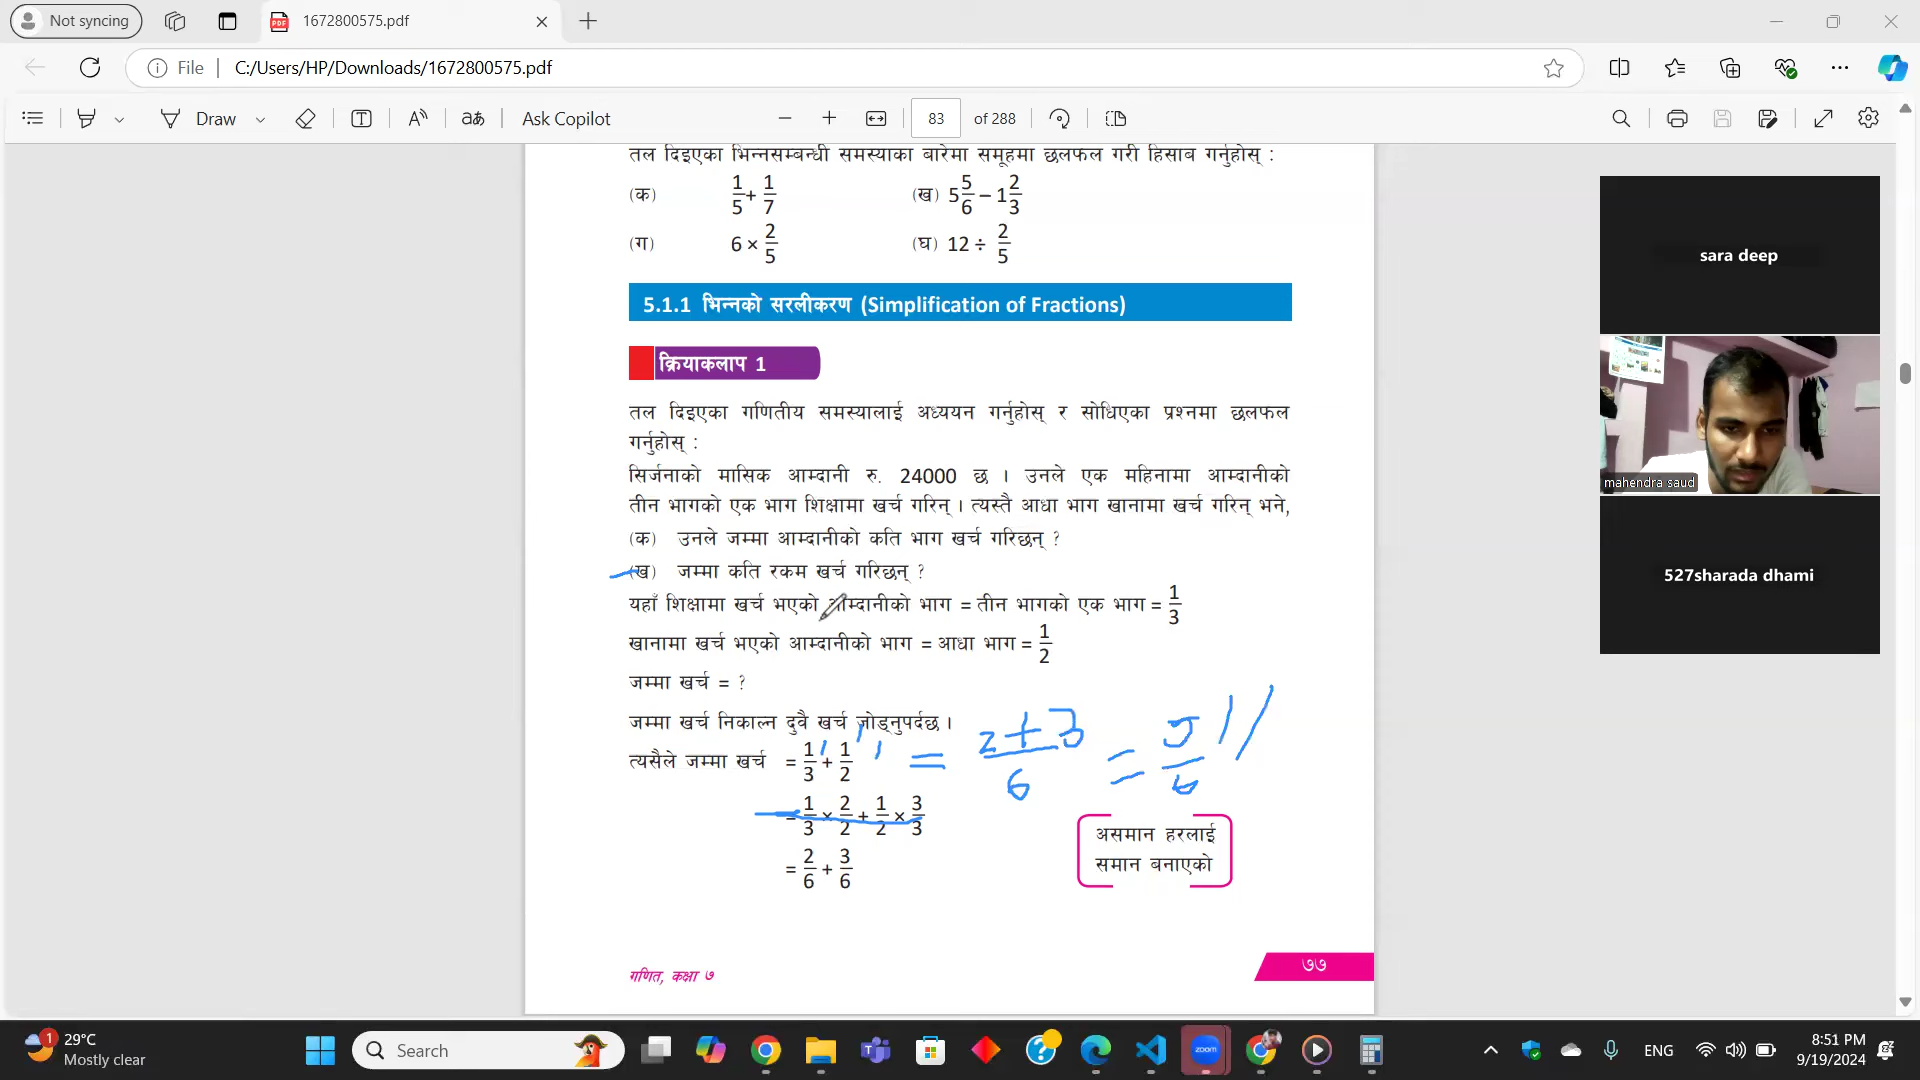 Not syncing
1672800575.pdf
File
C:/Users/HP/Downloads/1672800575.pdf
Draw
Ask Copilot
83 of 288
तल दिइएका भिन्नसम्बन्धी समस्याका बारेमा समूहमा छलफल गरी हिसाब गर्नुहोस् :
(क) 1/5 + 1/7 (ख) 5 5/6 – 1 2/3
(ग) 6 × 2/5 (घ) 12 ÷ 2/5
5.1.1 भिन्नको सरलीकरण (Simplification of Fractions)
क्रियाकलाप 1
तल दिइएका गणितीय समस्यालाई अध्ययन गर्नुहोस् र सोधिएका प्रश्नमा छलफल
गर्नुहोस् :
सिर्जनाको मासिक आम्दानी रु. 24000 छ । उनले एक महिनामा आम्दानीको
तीन भागको एक भाग शिक्षामा खर्च गरिन् । त्यस्तै आधा भाग खानामा खर्च गरिन् भने,
(क) उनले जम्मा आम्दानीको कति भाग खर्च गरिछन् ?
(ख) जम्मा कति रकम खर्च गरिछन् ?
यहाँ शिक्षामा खर्च भएको आम्दानीको भाग = तीन भागको एक भाग = 1/3
खानामा खर्च भएको आम्दानीको भाग = आधा भाग = 1/2
जम्मा खर्च = ?
जम्मा खर्च निकाल्न दुवै खर्च जोड्नुपर्दछ ।
त्यसैले जम्मा खर्च = 1/3 + 1/2 = 2+3/6 = 5/6 //
= 1/3 × 2/2 + 1/2 × 3/3
= 2/6 + 3/6
असमान हरलाई
समान बनाएको
गणित, कक्षा ७
७७
sara deep
mahendra saud
527sharada dhami
1
29°C
Mostly clear
Search
zoom
ENG
8:51 PM
9/19/2024